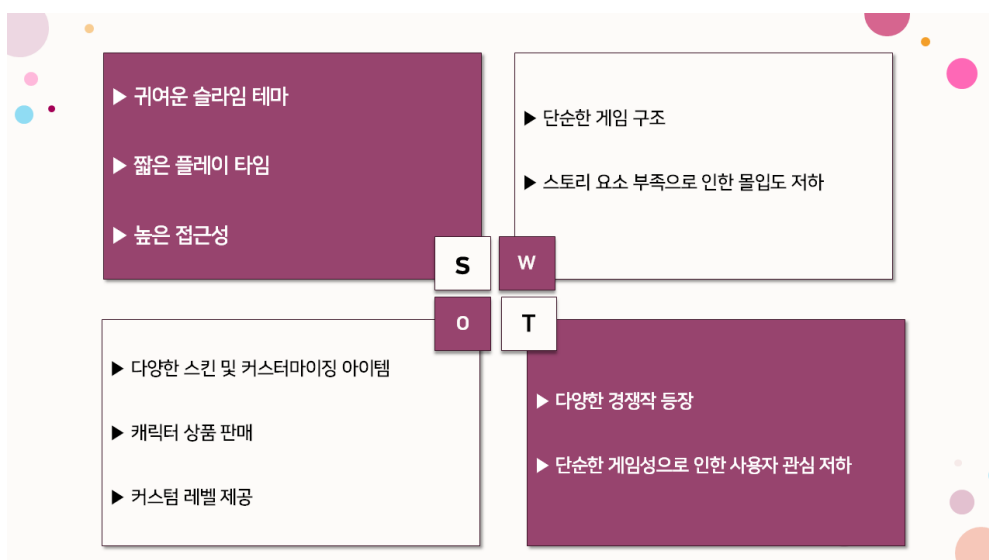 ▶ 귀여운 슬라임 테마
▶ 짧은 플레이 타임
▶ 높은 접근성
▶ 단순한 게임 구조
▶ 스토리 요소 부족으로 인한 몰입도 저하
S
W
O
T
▶ 다양한 스킨 및 커스터마이징 아이템
▶ 캐릭터 상품 판매
▶ 커스텀 레벨 제공
▶ 다양한 경쟁작 등장
▶ 단순한 게임성으로 인한 사용자 관심 저하